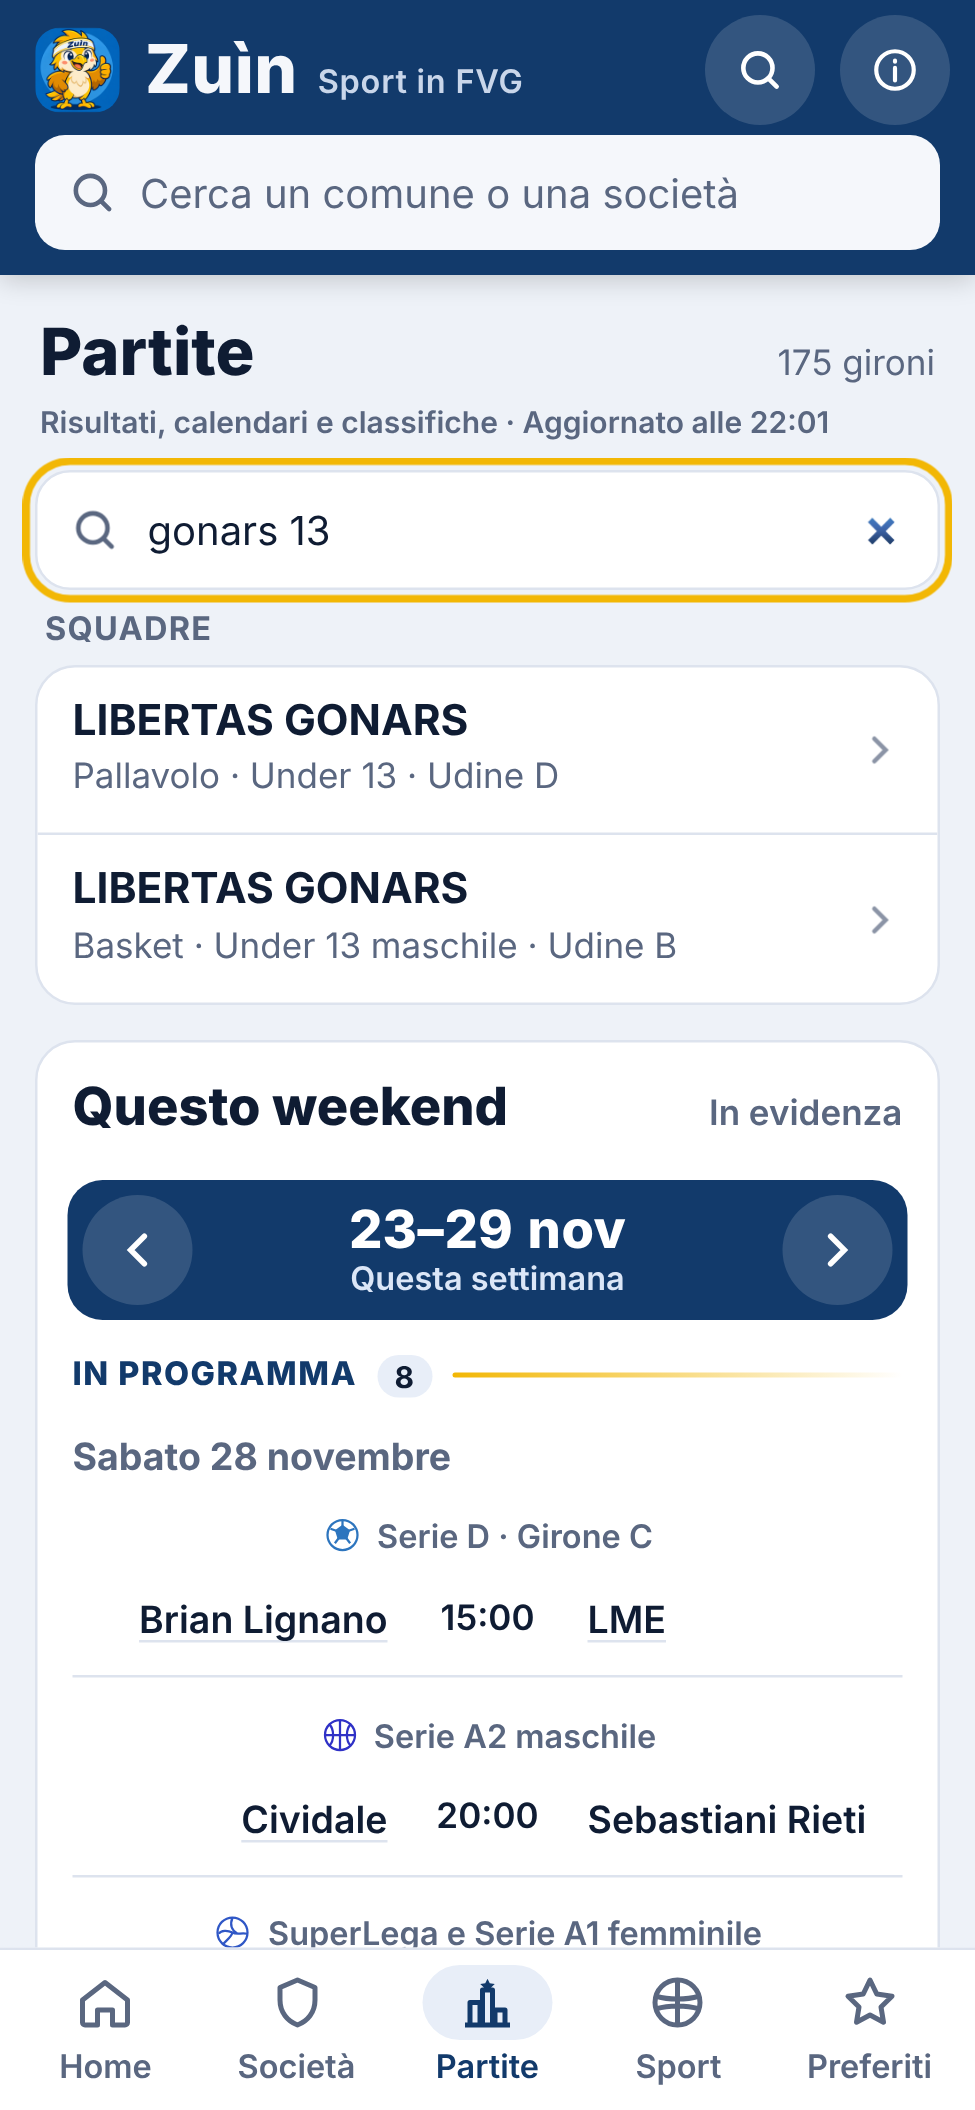 Zuìn
Zuìn Sport in FVG
Cerca un comune o una società
Partite 175 gironi
Risultati, calendari e classifiche · Aggiornato alle 22:01
gonars 13
SQUADRE
LIBERTAS GONARS
Pallavolo · Under 13 · Udine D
LIBERTAS GONARS
Basket · Under 13 maschile · Udine B
Questo weekend In evidenza
23–29 nov
Questa settimana
IN PROGRAMMA 8
Sabato 28 novembre
Serie D · Girone C
Brian Lignano 15:00 LME
Serie A2 maschile
Cividale 20:00 Sebastiani Rieti
SuperLega e Serie A1 femminile
Home Società Partite Sport Preferiti